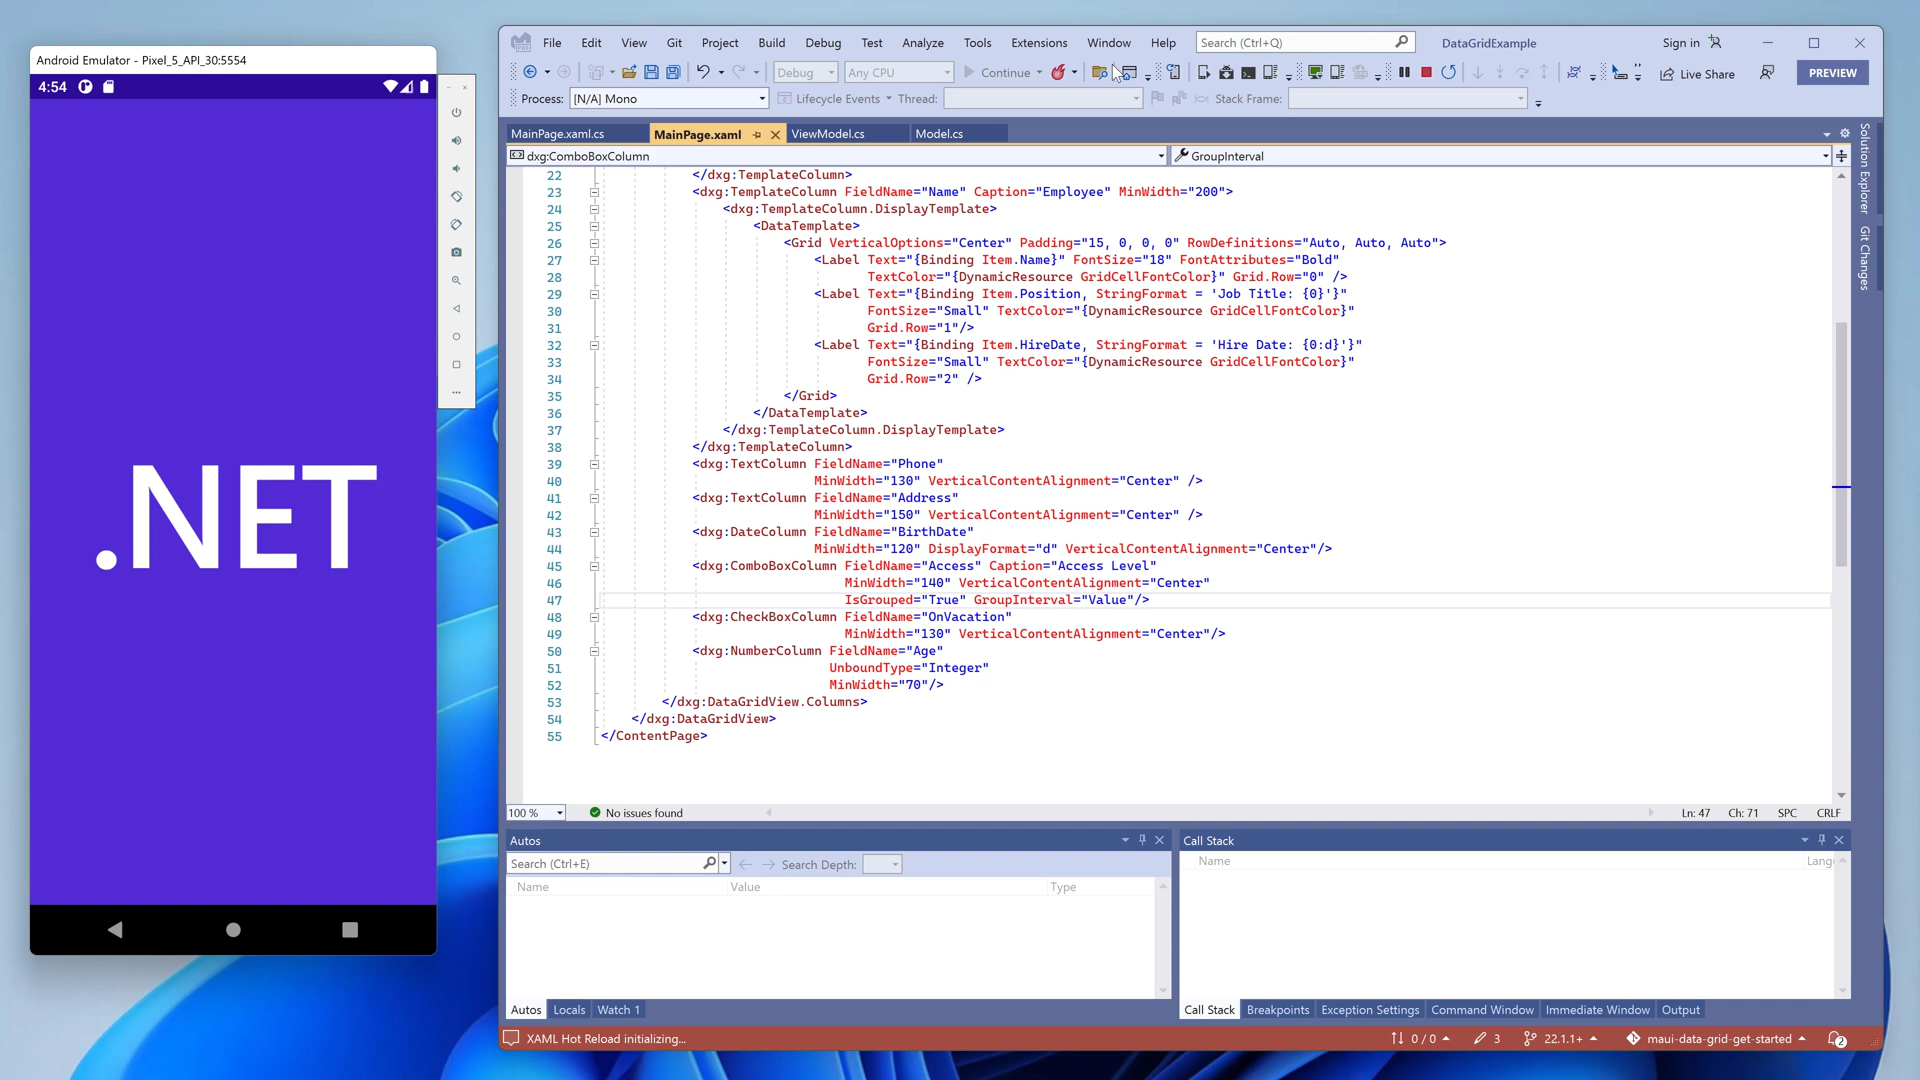 Android Emulator - Pixel_5_API_30:5554
4:54
.NET
File Edit View Git Project Build Debug Test Analyze Tools Extensions Window Help Search (Ctrl+Q) DataGridExample Sign in
Debug Any CPU Continue Live Share PREVIEW
Process: [N/A] Mono Lifecycle Events Thread: Stack Frame:
MainPage.xaml.cs MainPage.xaml ViewModel.cs Model.cs
dxg:ComboBoxColumn GroupInterval
22 </dxg:TemplateColumn>
23 <dxg:TemplateColumn FieldName="Name" Caption="Employee" MinWidth="200">
24 <dxg:TemplateColumn.DisplayTemplate>
25 <DataTemplate>
26 <Grid VerticalOptions="Center" Padding="15, 0, 0, 0" RowDefinitions="Auto, Auto, Auto">
27 <Label Text="{Binding Item.Name}" FontSize="18" FontAttributes="Bold"
28 TextColor="{DynamicResource GridCellFontColor}" Grid.Row="0" />
29 <Label Text="{Binding Item.Position, StringFormat = 'Job Title: {0}'}"
30 FontSize="Small" TextColor="{DynamicResource GridCellFontColor}"
31 Grid.Row="1"/>
32 <Label Text="{Binding Item.HireDate, StringFormat = 'Hire Date: {0:d}'}"
33 FontSize="Small" TextColor="{DynamicResource GridCellFontColor}"
34 Grid.Row="2" />
35 </Grid>
36 </DataTemplate>
37 </dxg:TemplateColumn.DisplayTemplate>
38 </dxg:TemplateColumn>
39 <dxg:TextColumn FieldName="Phone"
40 MinWidth="130" VerticalContentAlignment="Center" />
41 <dxg:TextColumn FieldName="Address"
42 MinWidth="150" VerticalContentAlignment="Center" />
43 <dxg:DateColumn FieldName="BirthDate"
44 MinWidth="120" DisplayFormat="d" VerticalContentAlignment="Center"/>
45 <dxg:ComboBoxColumn FieldName="Access" Caption="Access Level"
46 MinWidth="140" VerticalContentAlignment="Center"
47 IsGrouped="True" GroupInterval="Value"/>
48 <dxg:CheckBoxColumn FieldName="OnVacation"
49 MinWidth="130" VerticalContentAlignment="Center"/>
50 <dxg:NumberColumn FieldName="Age"
51 UnboundType="Integer"
52 MinWidth="70"/>
53 </dxg:DataGridView.Columns>
54 </dxg:DataGridView>
55 </ContentPage>
Solution Explorer
Git Changes
100 % No issues found Ln: 47 Ch: 71 SPC CRLF
Autos
Search (Ctrl+E) Search Depth:
Name Value Type
Autos Locals Watch 1
Call Stack
Name Langu
Call Stack Breakpoints Exception Settings Command Window Immediate Window Output
XAML Hot Reload initializing... 0 / 0 3 22.1.1+ maui-data-grid-get-started 2